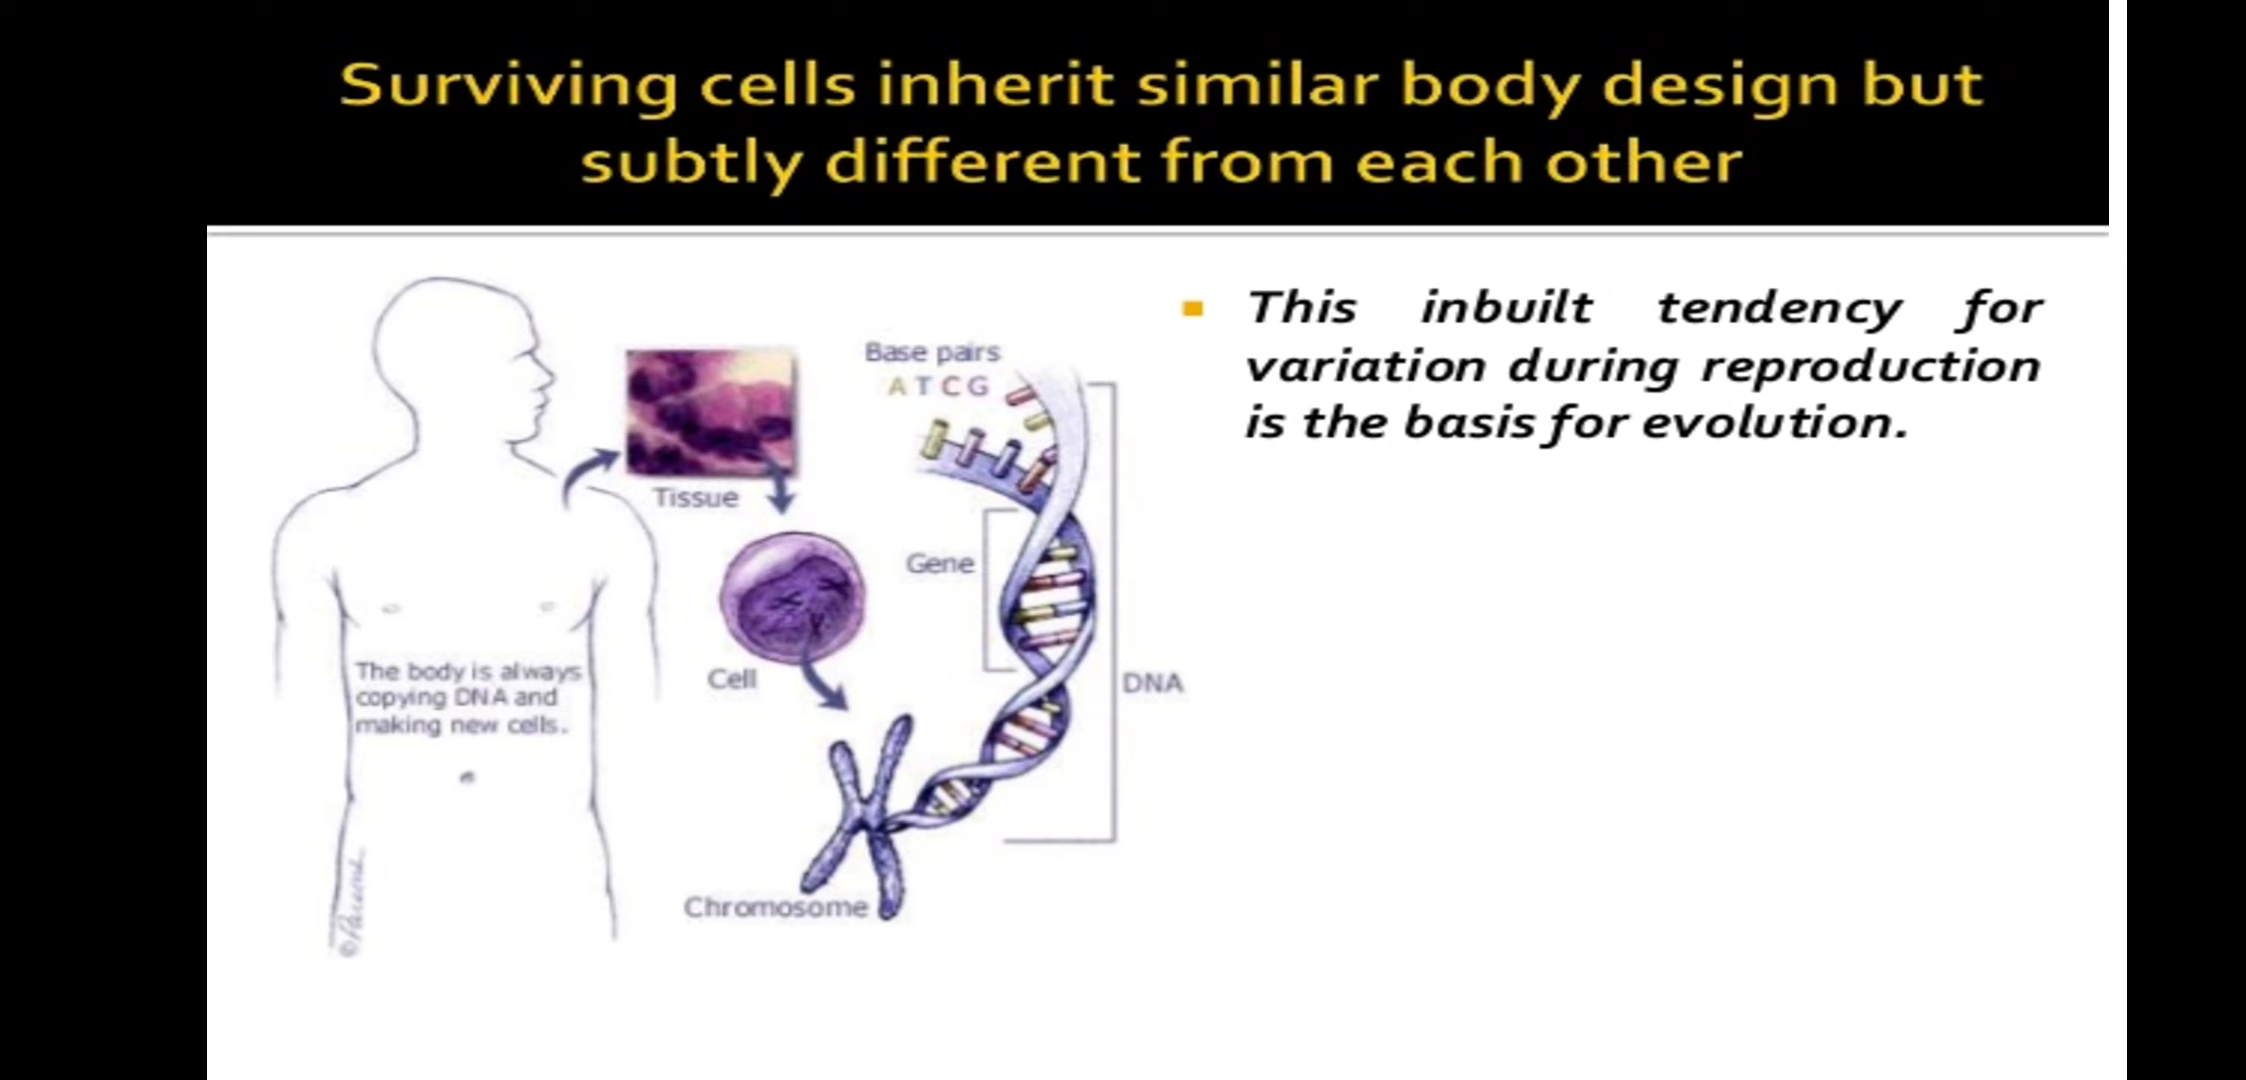 Surviving cells inherit similar body design but
subtly different from each other
This inbuilt tendency for
variation during reproduction
is the basis for evolution.
Base pairs
A T C G
Tissue
Gene
Cell
DNA
The body is always
copying DNA and
making new cells.
Chromosome